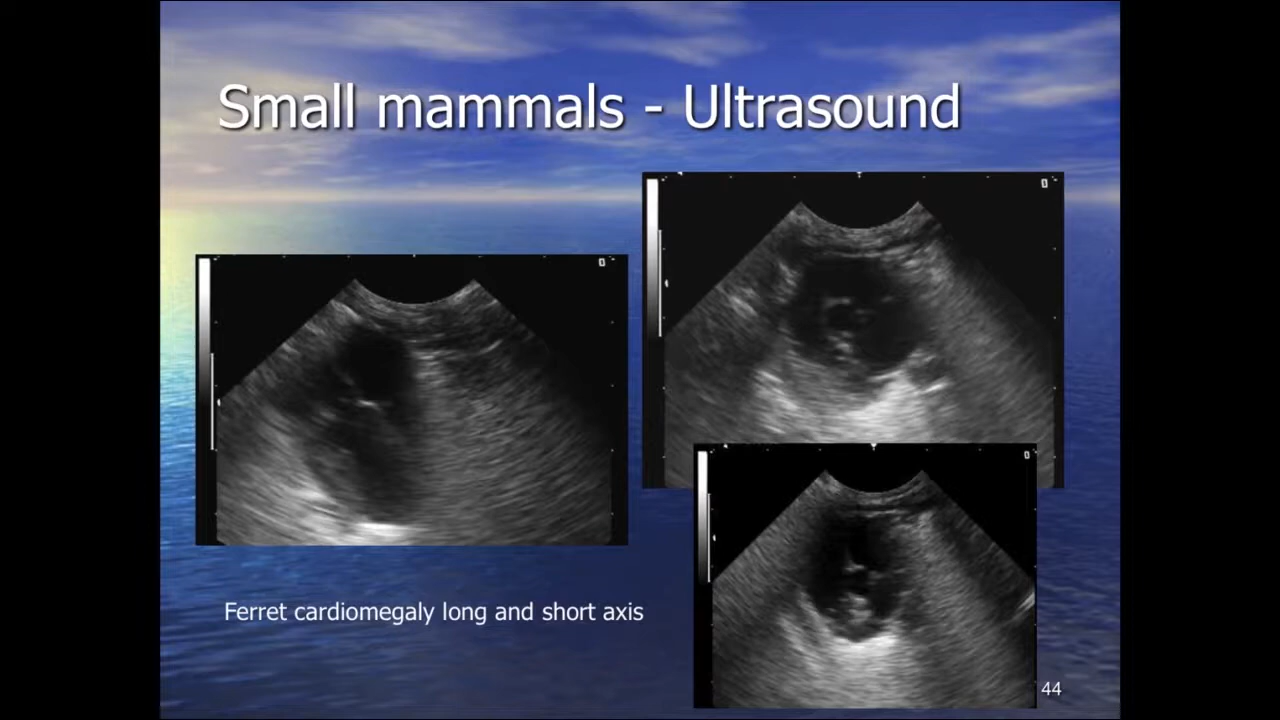 Small mammals - Ultrasound
Ferret cardiomegaly long and short axis
44